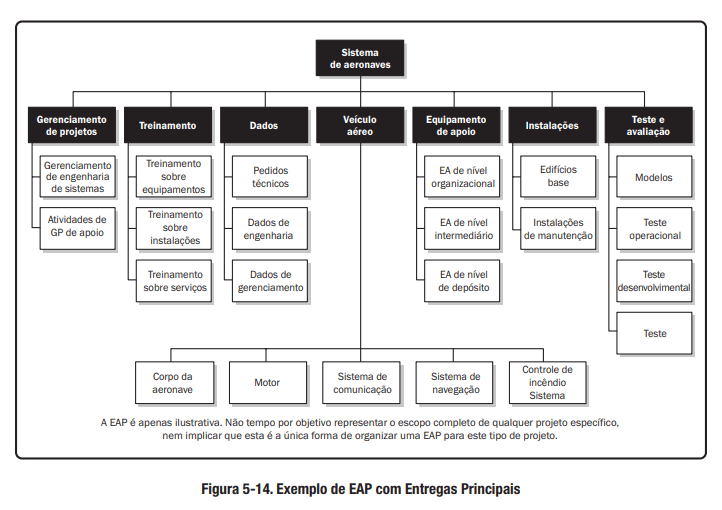 Sistema
de aeronaves
Gerenciamento
de projetos
Treinamento
Dados
Veículo
aéreo
Equipamento
de apoio
Instalações
Teste e
avaliação
Gerenciamento
de engenharia
de sistemas
Atividades de
GP de apoio
Treinamento
sobre
equipamentos
Treinamento
sobre
instalações
Treinamento
sobre serviços
Pedidos
técnicos
Dados de
engenharia
Dados de
gerenciamento
EA de nível
organizacional
EA de nível
intermediário
EA de nível
de depósito
Edifícios
base
Instalações
de manutenção
Modelos
Teste
operacional
Teste
desenvolvimental
Teste
Corpo da
aeronave
Motor
Sistema de
comunicação
Sistema de
navegação
Controle de
incêndio
Sistema
A EAP é apenas ilustrativa. Não tempo por objetivo representar o escopo completo de qualquer projeto específico,
nem implicar que esta é a única forma de organizar uma EAP para este tipo de projeto.
Figura 5-14. Exemplo de EAP com Entregas Principais